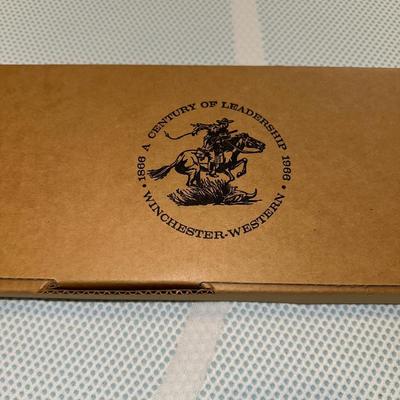 1866 A CENTURY OF LEADERSHIP 1966
• WINCHESTER-WESTERN •